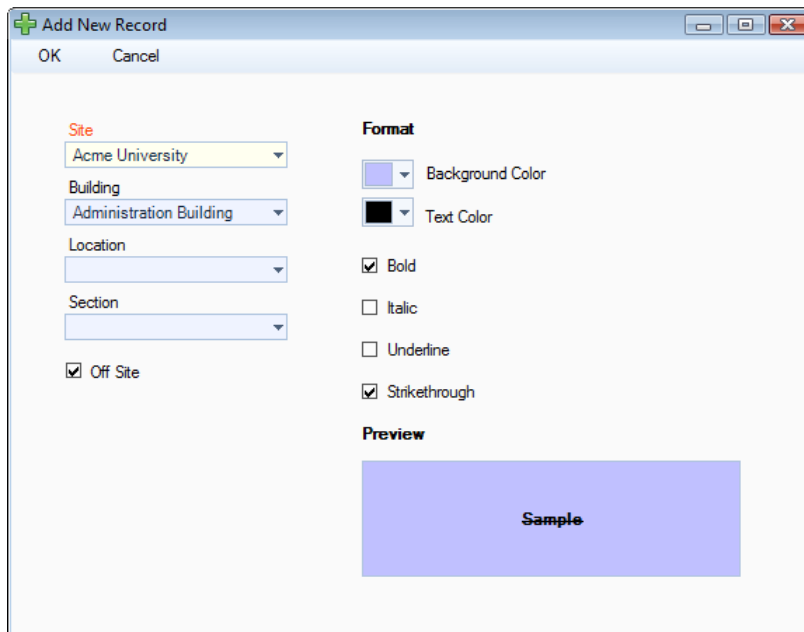 Add New Record
OK Cancel
Site
Acme University
Building
Administration Building
Location
Section
Off Site
Format
Background Color
Text Color
Bold
Italic
Underline
Strikethrough
Preview
Sample